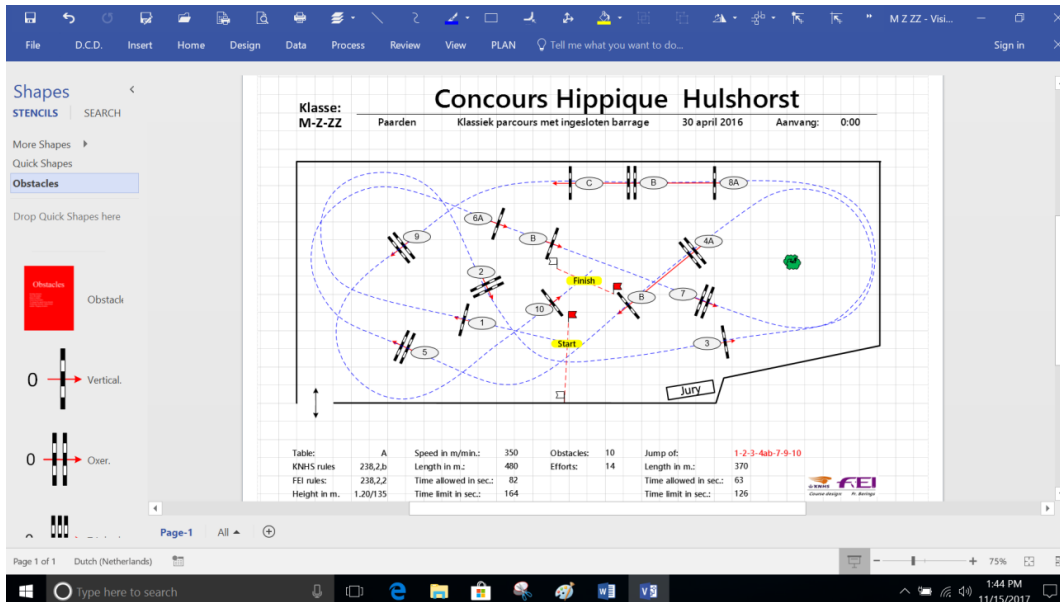 M Z ZZ - Visi...
File D.C.D. Insert Home Design Data Process Review View PLAN Tell me what you want to do... Sign in
Shapes
STENCILS SEARCH
More Shapes
Quick Shapes
Obstacles
Drop Quick Shapes here
Obstacles
Obstack
0 Vertical.
0 Oxer.
Klasse: Concours Hippique Hulshorst
M-Z-ZZ Paarden Klassiek parcours met ingesloten barrage 30 april 2016 Aanvang: 0:00
C B 8A
6A
9 B 4A
2
Finish
10 B 7
1
Start
5 3
Jury
Table: A Speed in m/min.: 350 Obstacles: 10 Jump of: 1-2-3-4ab-7-9-10
KNHS rules 238,2,b Length in m.: 480 Efforts: 14 Length in m.: 370
FEI rules: 238,2,2 Time allowed in sec.: 82 Time allowed in sec.: 63
Height in m. 1.20/135 Time limit in sec.: 164 Time limit in sec.: 126
KNHS FEI
Course design
Page-1 All
Page 1 of 1 Dutch (Netherlands) 75%
Type here to search
1:44 PM
11/15/2017